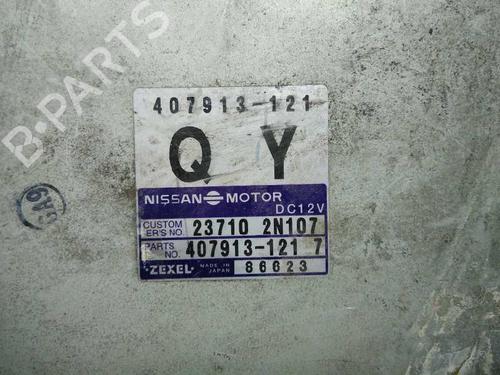 407913-121
Q Y
NISSAN MOTOR
DC12V
CUSTOM ER'S NO. 23710 2N107
PARTS NO. 407913-121 7
ZEXEL MADE IN JAPAN 86623
B-PARTS